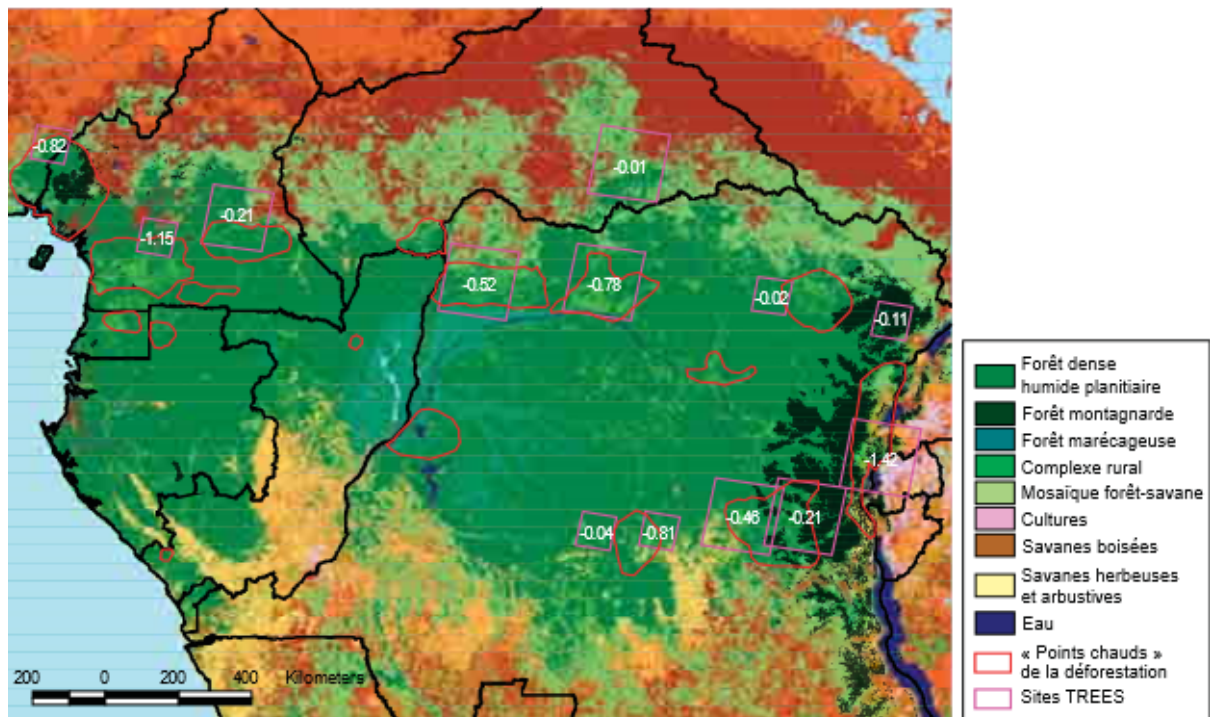 -0.82
-0.01
-0.21
-1.15
-0.52
-0.78
-0.02
-0.11
-1.42
-0.04
-0.81
-0.46
-0.21
200 0 200 400 Kilometers
Forêt dense
humide planitiaire
Forêt montagnarde
Forêt marécageuse
Complexe rural
Mosaïque forêt-savane
Cultures
Savanes boisées
Savanes herbeuses
et arbustives
Eau
« Points chauds »
de la déforestation
Sites TREES